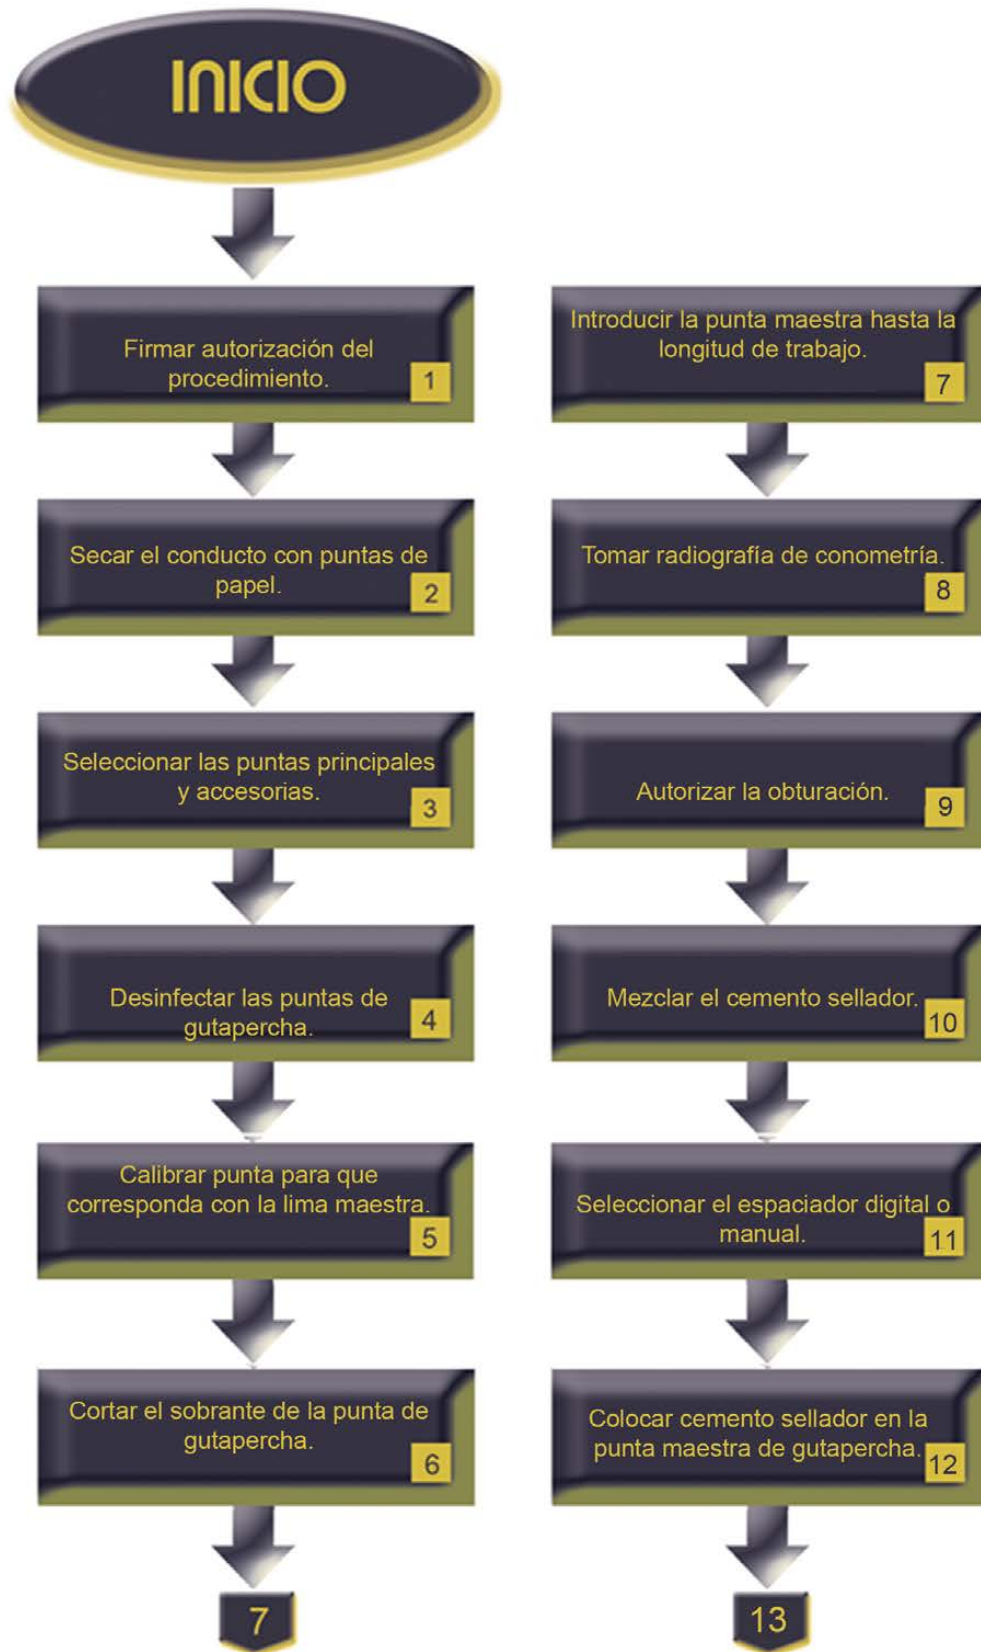 INICIO
Firmar autorización del
procedimiento.
1
Secar el conducto con puntas de
papel.
2
Seleccionar las puntas principales
y accesorias.
3
Desinfectar las puntas de
gutapercha.
4
Calibrar punta para que
corresponda con la lima maestra.
5
Cortar el sobrante de la punta de
gutapercha.
6
7
Introducir la punta maestra hasta la
longitud de trabajo.
7
Tomar radiografía de conometría.
8
Autorizar la obturación.
9
Mezclar el cemento sellador.
10
Seleccionar el espaciador digital o
manual.
11
Colocar cemento sellador en la
punta maestra de gutapercha.
12
13